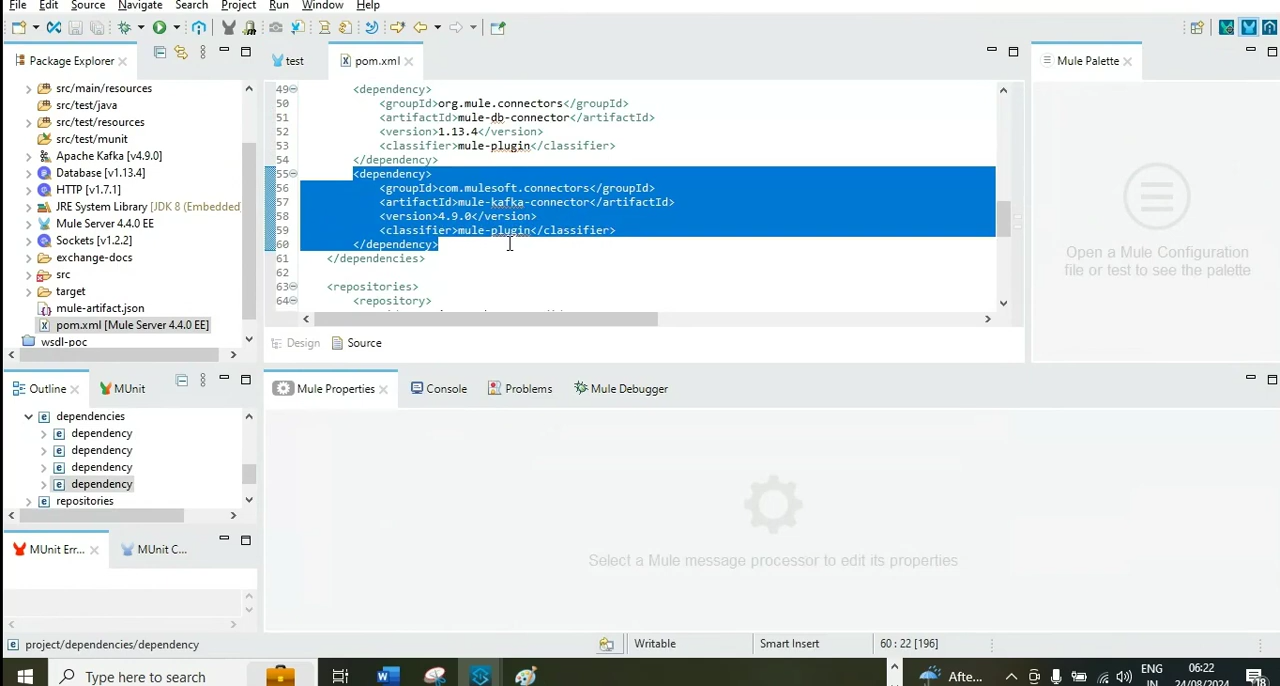 File Edit Source Navigate Search Project Run Window Help
Package Explorer
src/main/resources
src/test/java
src/test/resources
src/test/munit
Apache Kafka [v4.9.0]
Database [v1.13.4]
HTTP [v1.7.1]
JRE System Library [JDK 8 (Embedded)
Mule Server 4.4.0 EE
Sockets [v1.2.2]
exchange-docs
src
target
mule-artifact.json
pom.xml [Mule Server 4.4.0 EE]
wsdl-poc
test pom.xml
49 <dependency>
50 <groupId>org.mule.connectors</groupId>
51 <artifactId>mule-db-connector</artifactId>
52 <version>1.13.4</version>
53 <classifier>mule-plugin</classifier>
54 </dependency>
55 <dependency>
56 <groupId>com.mulesoft.connectors</groupId>
57 <artifactId>mule-kafka-connector</artifactId>
58 <version>4.9.0</version>
59 <classifier>mule-plugin</classifier>
60 </dependency>
61 </dependencies>
62
63 <repositories>
64 <repository>
Design Source
Mule Palette
Open a Mule Configuration
file or test to see the palette
Outline MUnit
dependencies
dependency
dependency
dependency
dependency
repositories
MUnit Err... MUnit C...
Mule Properties Console Problems Mule Debugger
Select a Mule message processor to edit its properties
project/dependencies/dependency Writable Smart Insert 60 : 22 [196]
Type here to search Afte... ENG 06:22
IN 24/08/2024 18